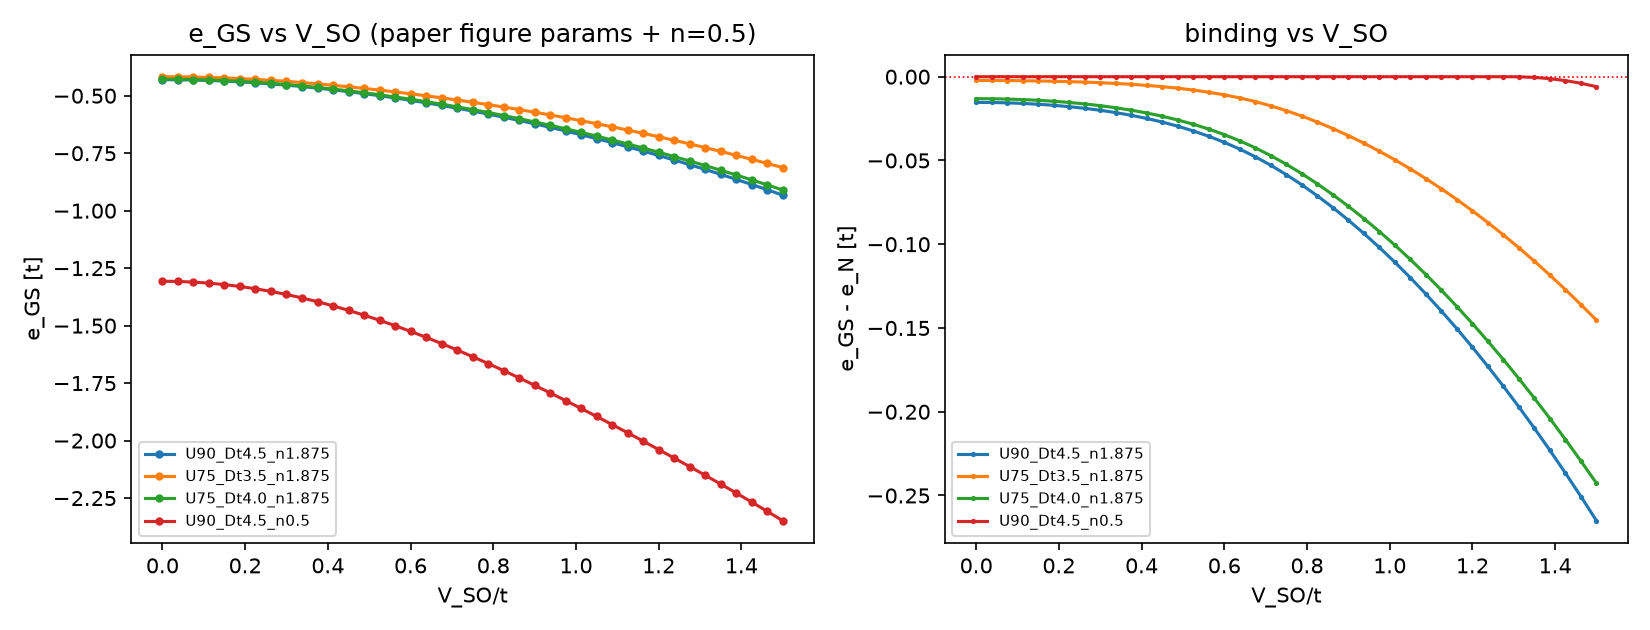 e_GS vs V_SO (paper figure params + n=0.5)
e_GS [t]
−0.50
−0.75
−1.00
−1.25
−1.50
−1.75
−2.00
−2.25
U90_Dt4.5_n1.875
U75_Dt3.5_n1.875
U75_Dt4.0_n1.875
U90_Dt4.5_n0.5
0.0 0.2 0.4 0.6 0.8 1.0 1.2 1.4
V_SO/t
binding vs V_SO
e_GS - e_N [t]
0.00
−0.05
−0.10
−0.15
−0.20
−0.25
U90_Dt4.5_n1.875
U75_Dt3.5_n1.875
U75_Dt4.0_n1.875
U90_Dt4.5_n0.5
0.0 0.2 0.4 0.6 0.8 1.0 1.2 1.4
V_SO/t